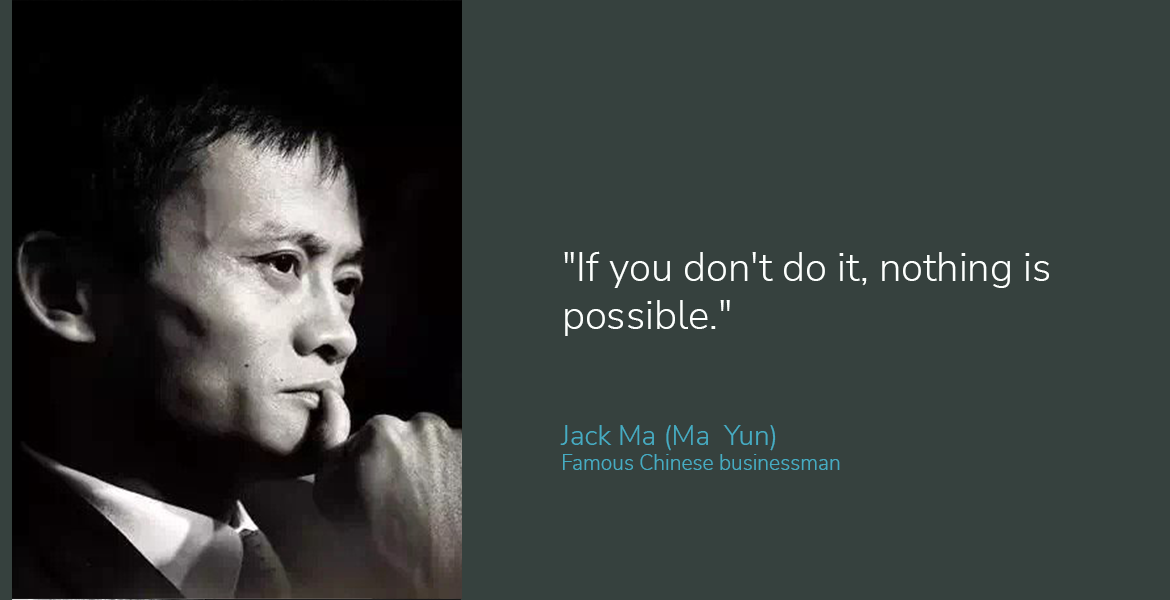 "If you don't do it, nothing is
possible."
Jack Ma (Ma  Yun)
Famous Chinese businessman